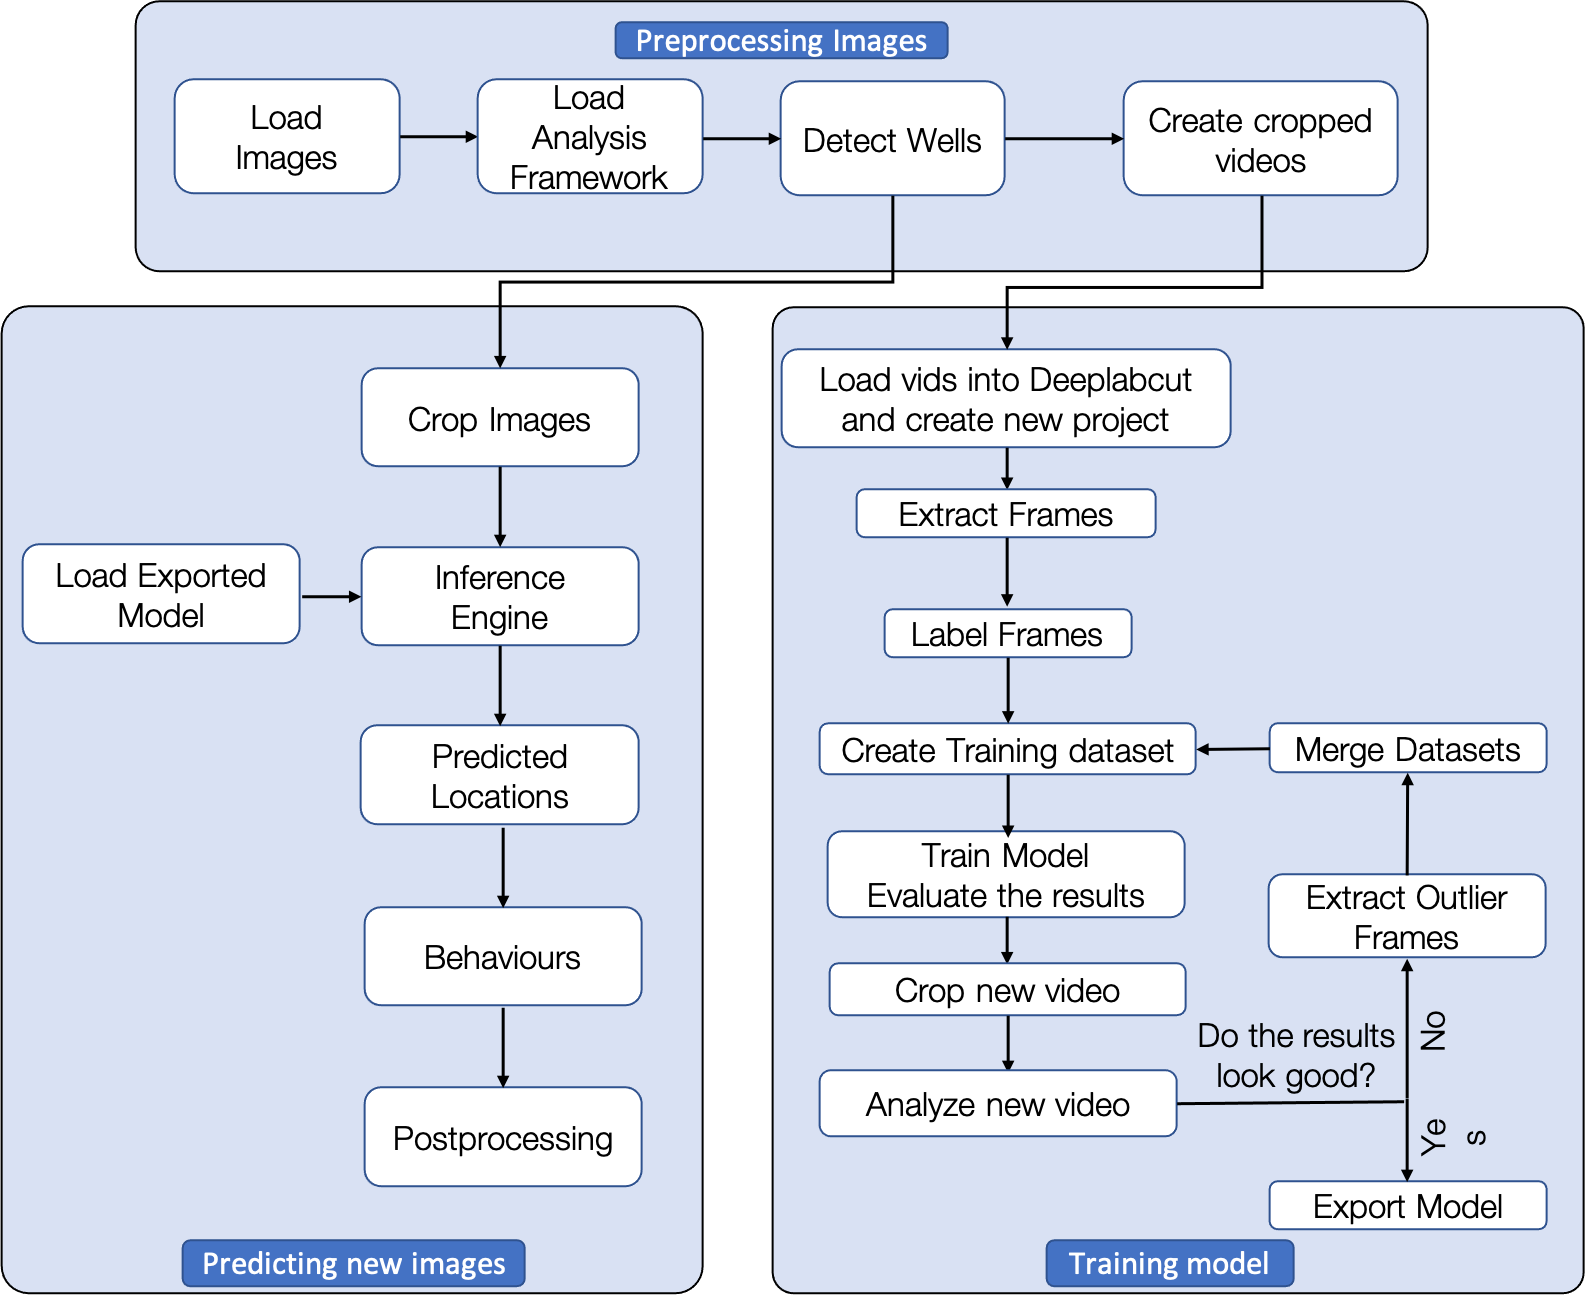 Preprocessing Images
Load
Images
Load
Analysis
Framework
Detect Wells
Create cropped
videos
Crop Images
Load Exported
Model
Inference
Engine
Predicted
Locations
Behaviours
Postprocessing
Predicting new images
Load vids into Deeplabcut
and create new project
Extract Frames
Label Frames
Create Training dataset
Merge Datasets
Train Model
Evaluate the results
Extract Outlier
Frames
Crop new video
Analyze new video
Do the results
look good?
No
Ye
s
Export Model
Training model